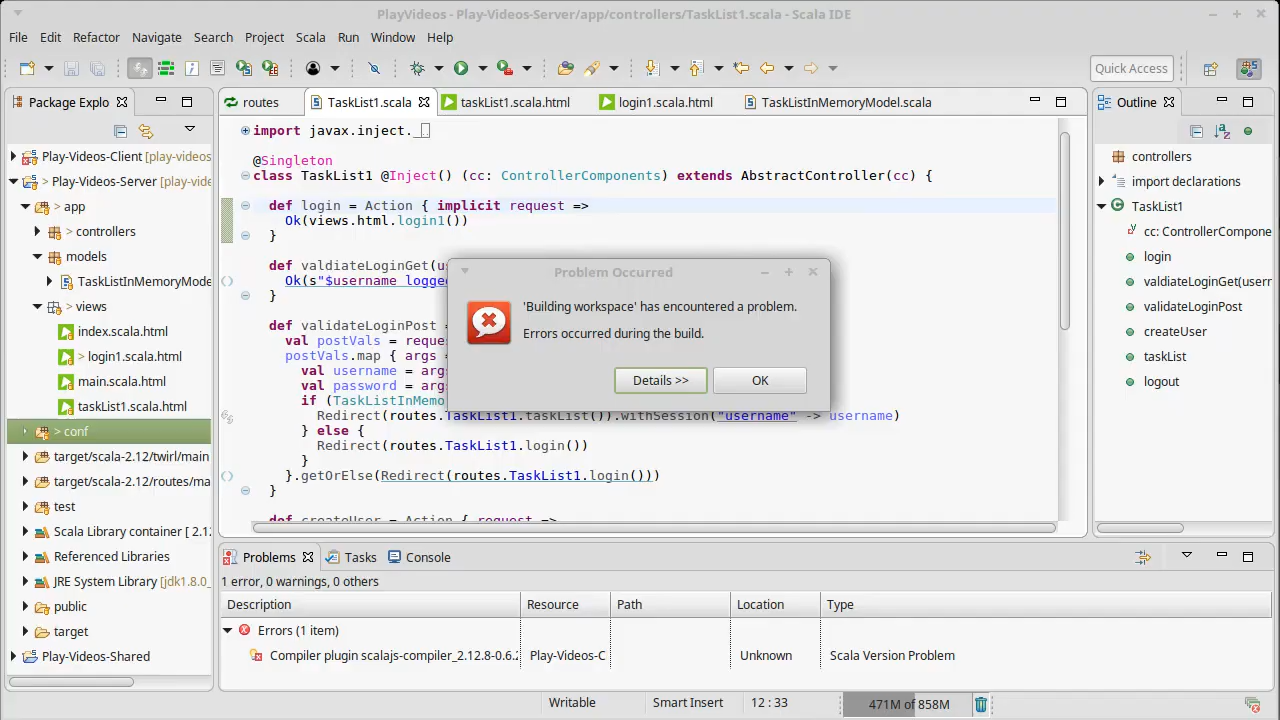 PlayVideos - Play-Videos-Server/app/controllers/TaskList1.scala - Scala IDE
File Edit Refactor Navigate Search Project Scala Run Window Help
Quick Access
Package Explo
routes
TaskList1.scala
taskList1.scala.html
login1.scala.html
TaskListInMemoryModel.scala
Outline
Play-Videos-Client [play-videos
> Play-Videos-Server [play-vide
> app
> controllers
models
TaskListInMemoryMode
> views
index.scala.html
> login1.scala.html
main.scala.html
taskList1.scala.html
> conf
target/scala-2.12/twirl/main
target/scala-2.12/routes/ma
test
Scala Library container [ 2.12
Referenced Libraries
JRE System Library [jdk1.8.0_
public
target
Play-Videos-Shared
import javax.inject._
@Singleton
class TaskList1 @Inject() (cc: ControllerComponents) extends AbstractController(cc) {
def login = Action { implicit request =>
Ok(views.html.login1())
}
def valdiateLoginGet(us
Ok(s"$username logged
}
def validateLoginPost =
val postVals = reque
postVals.map { args =
val username = args
val password = args
if (TaskListInMemo
Redirect(routes.TaskList1.taskList()).withSession("username" -> username)
} else {
Redirect(routes.TaskList1.login())
}
}.getOrElse(Redirect(routes.TaskList1.login()))
}
def createUser = Action { request =>
Problem Occurred
'Building workspace' has encountered a problem.
Errors occurred during the build.
Details >>
OK
controllers
import declarations
TaskList1
cc: ControllerCompone
login
valdiateLoginGet(usern
validateLoginPost
createUser
taskList
logout
Problems
Tasks
Console
1 error, 0 warnings, 0 others
Description Resource Path Location Type
Errors (1 item)
Compiler plugin scalajs-compiler_2.12.8-0.6.2 Play-Videos-C Unknown Scala Version Problem
Writable Smart Insert 12 : 33 471M of 858M